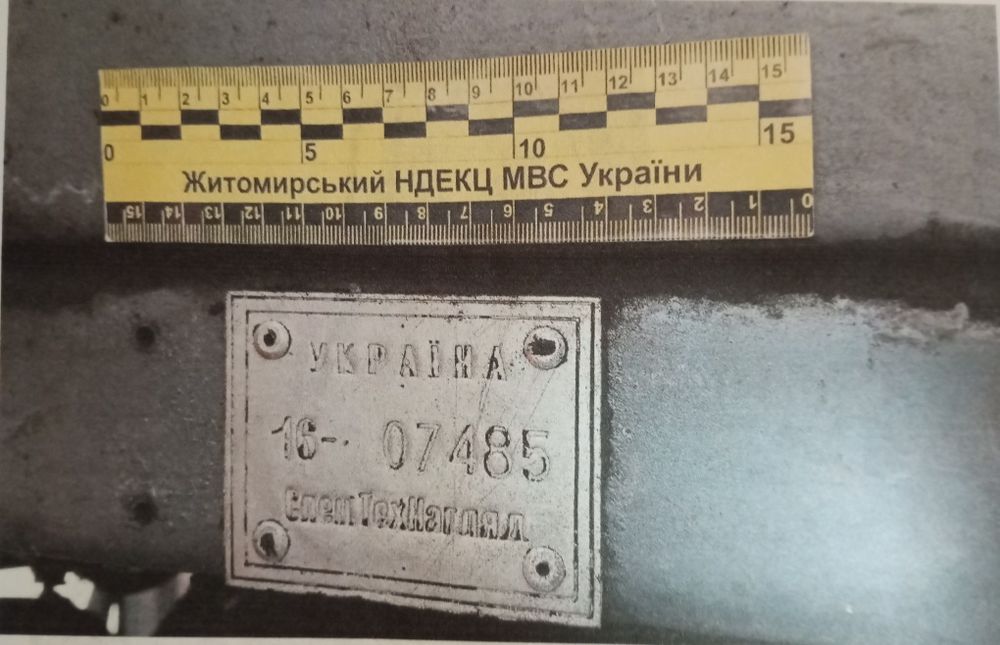 0 1 2 3 4 5 6 7 8 9 10 11 12 13 14 15
0 5 10 15
Житомирський НДЕКЦ МВС України
15 14 13 12 11 10 9 8 7 6 5 4 3 2 1 0
УКРАЇНА
16- 07485
СпецТехНагляд